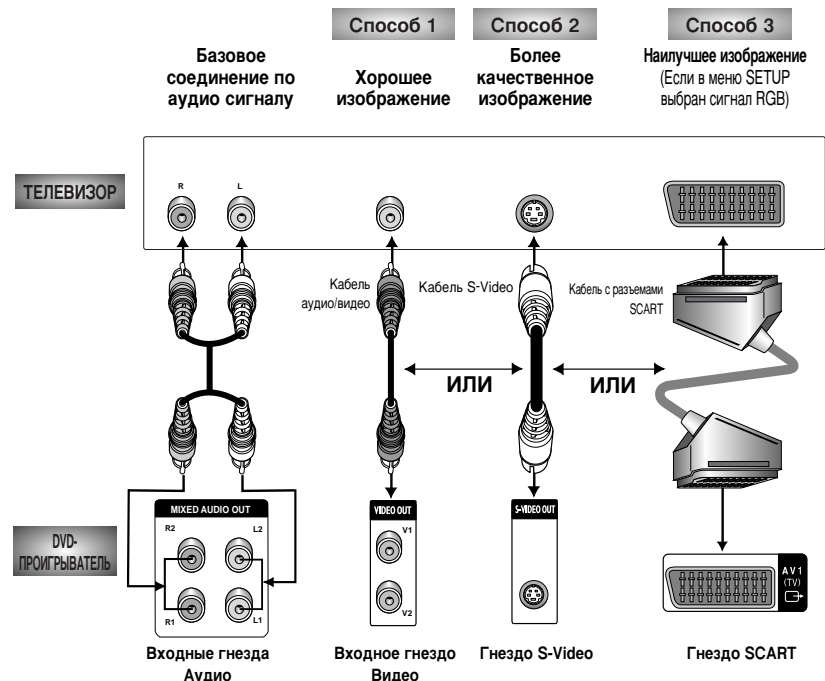 Способ 1
Способ 2
Способ 3
Базовое
соединение по
аудио сигналу
Хорошее
изображение
Более
качественное
изображение
Наилучшее изображение
(Если в меню SETUP
выбран сигнал RGB)
ТЕЛЕВИЗОР
R
L
Кабель
аудио/видео
Кабель S-Video
Кабель с разъемами
SCART
ИЛИ
ИЛИ
DVD-
ПРОИГРЫВАТЕЛЬ
MIXED AUDIO OUT
R2
L2
R1
L1
VIDEO OUT
V1
V2
S-VIDEO OUT
AV1
(TV)
Входные гнезда
Аудио
Входное гнездо
Видео
Гнездо S-Video
Гнездо SCART